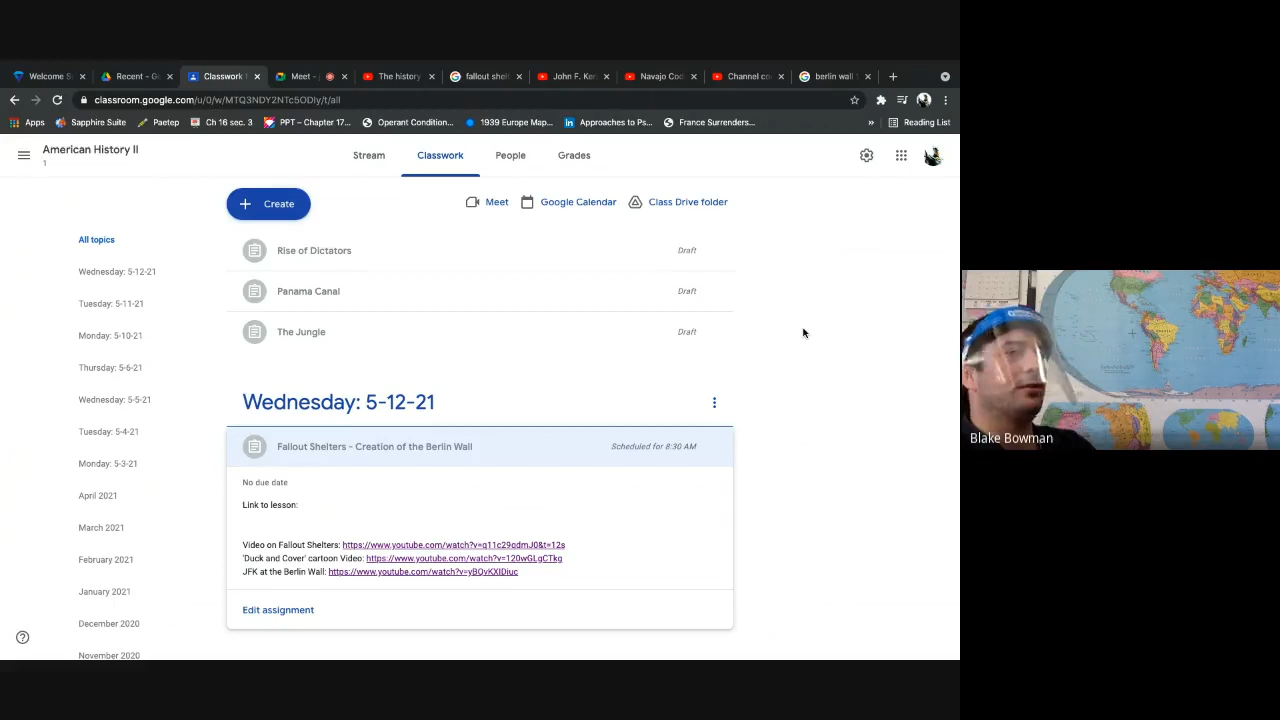 Welcome S
Recent - Go
Classwork f
Meet -
The history
fallout shel
John F. Ken
Navajo Cod
Channel co
berlin wall
classroom.google.com/u/0/w/MTQ3NDY2NTc5ODIy/t/all
Apps
Sapphire Suite
Paetep
Ch 16 sec. 3
PPT – Chapter 17...
Operant Condition...
1939 Europe Map...
Approaches to Ps...
France Surrenders...
»
Reading List
American History II
1
Stream
Classwork
People
Grades
Create
Meet
Google Calendar
Class Drive folder
All topics
Wednesday: 5-12-21
Tuesday: 5-11-21
Monday: 5-10-21
Thursday: 5-6-21
Wednesday: 5-5-21
Tuesday: 5-4-21
Monday: 5-3-21
April 2021
March 2021
February 2021
January 2021
December 2020
November 2020
Rise of Dictators Draft
Panama Canal Draft
The Jungle Draft
Wednesday: 5-12-21
Fallout Shelters - Creation of the Berlin Wall Scheduled for 8:30 AM
No due date
Link to lesson:
Video on Fallout Shelters: https://www.youtube.com/watch?v=q11c29odmJ0&t=12s
'Duck and Cover' cartoon Video: https://www.youtube.com/watch?v=120wGLgCTkg
JFK at the Berlin Wall: https://www.youtube.com/watch?v=yBQvKXIDiuc
Edit assignment
Blake Bowman